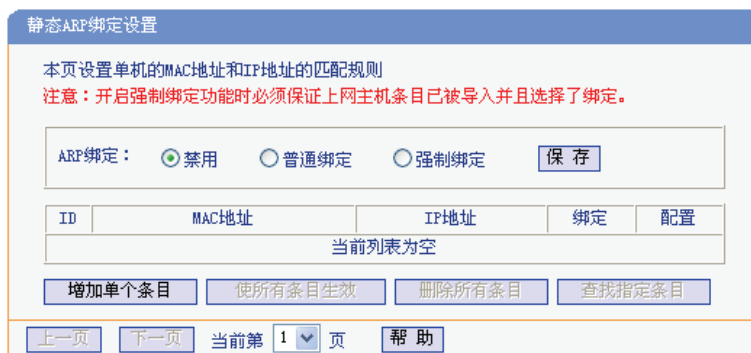 静态ARP绑定设置
本页设置单机的MAC地址和IP地址的匹配规则
注意：开启强制绑定功能时必须保证上网主机条目已被导入并且选择了绑定。
ARP绑定： 禁用 普通绑定 强制绑定 保 存
ID MAC地址 IP地址 绑定 配置
当前列表为空
增加单个条目 使所有条目生效 删除所有条目 查找指定条目
上一页 下一页 当前第 1 页 帮 助